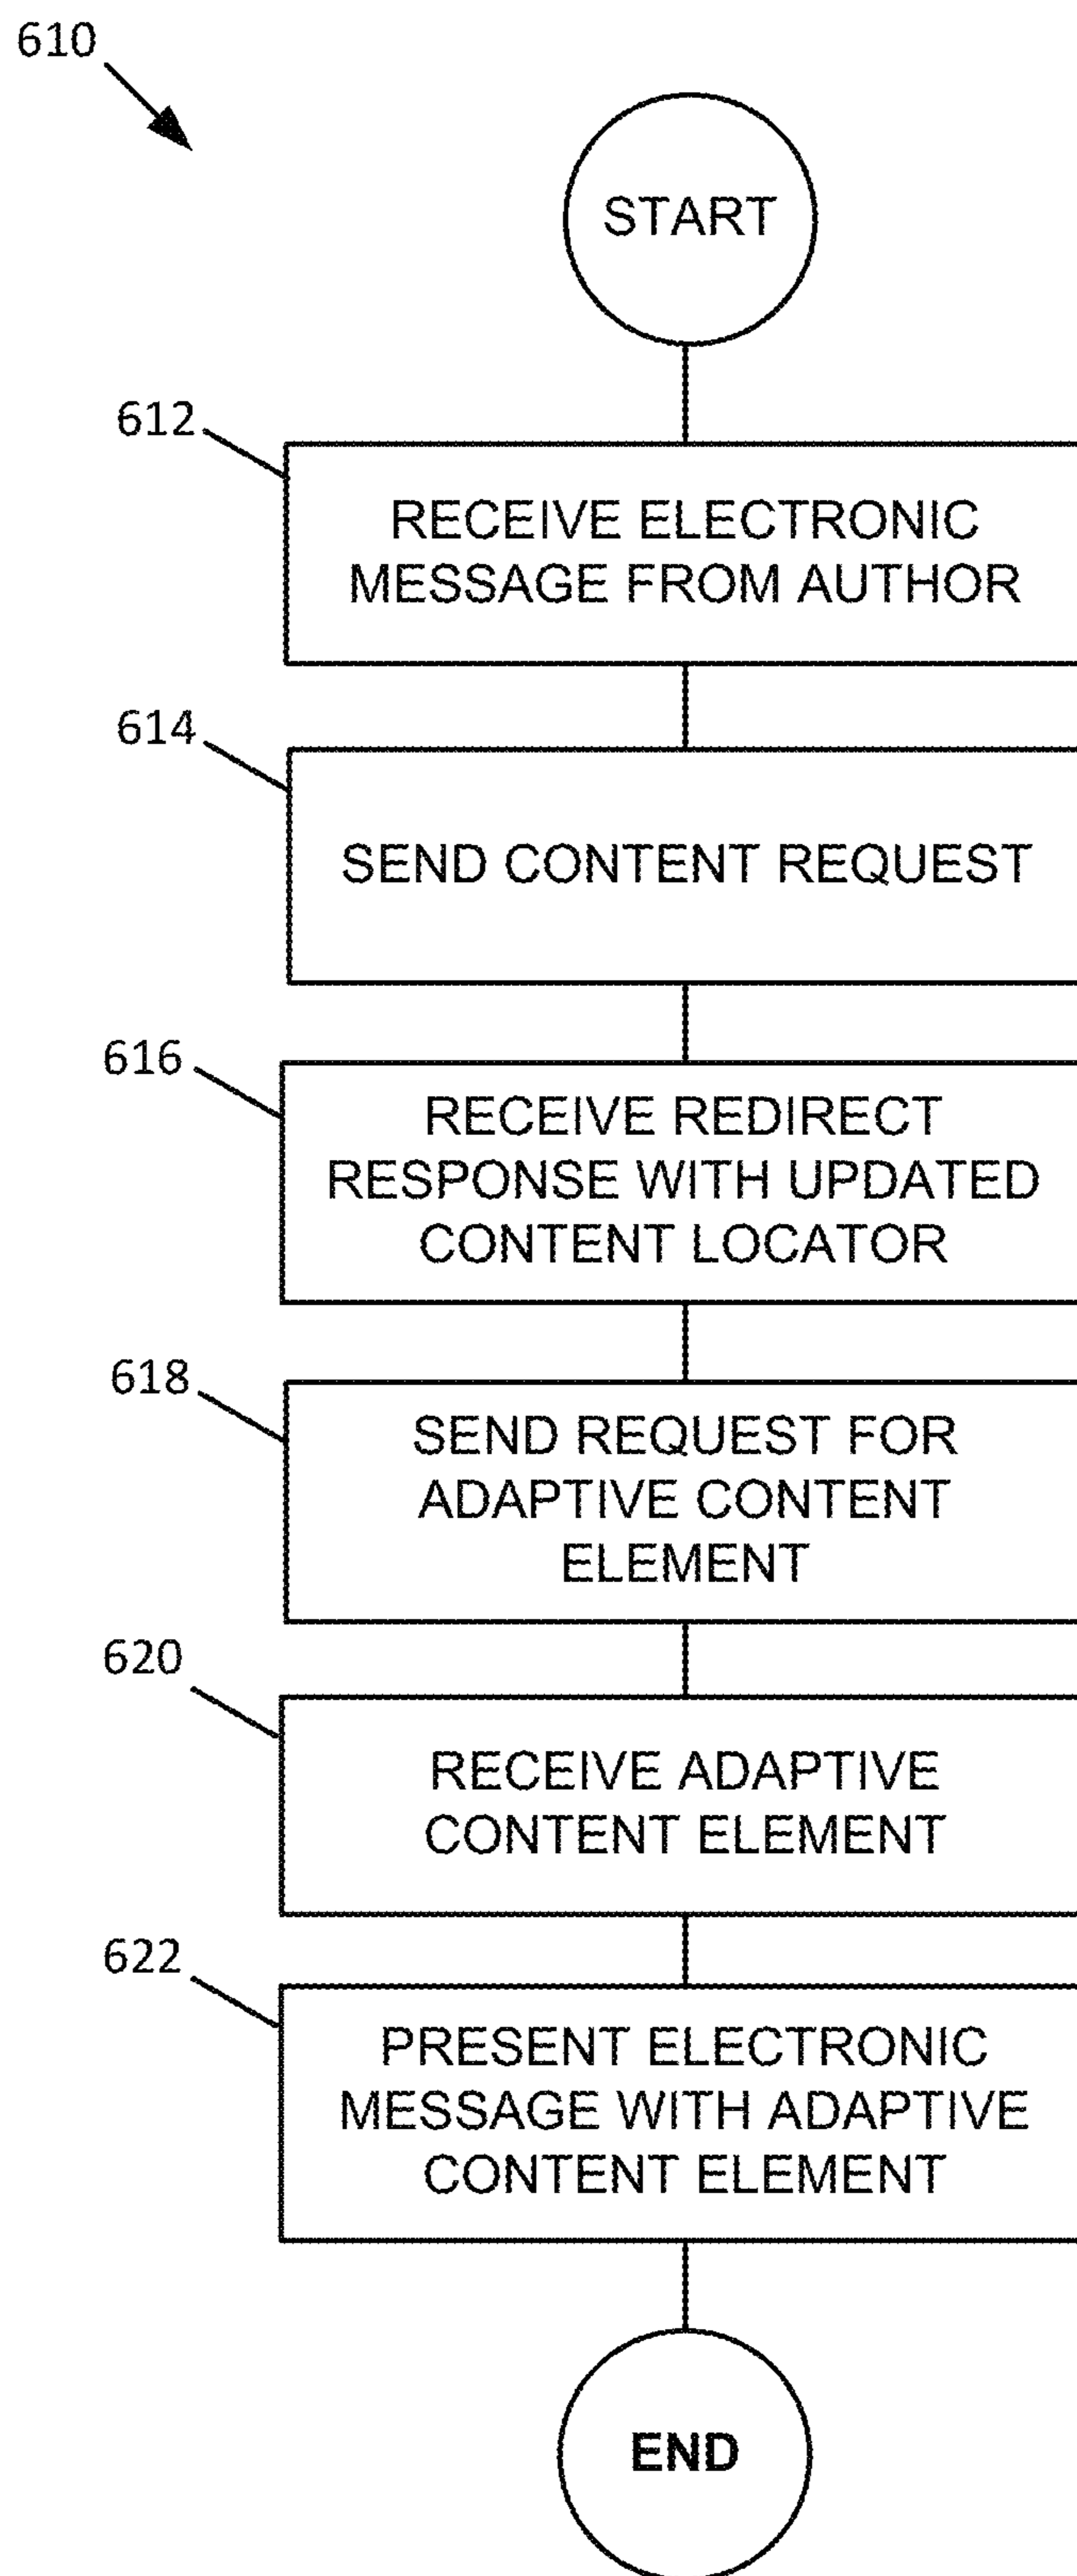 610
START
612
RECEIVE ELECTRONIC
MESSAGE FROM AUTHOR
614
SEND CONTENT REQUEST
616
RECEIVE REDIRECT
RESPONSE WITH UPDATED
CONTENT LOCATOR
618
SEND REQUEST FOR
ADAPTIVE CONTENT
ELEMENT
620
RECEIVE ADAPTIVE
CONTENT ELEMENT
622
PRESENT ELECTRONIC
MESSAGE WITH ADAPTIVE
CONTENT ELEMENT
END